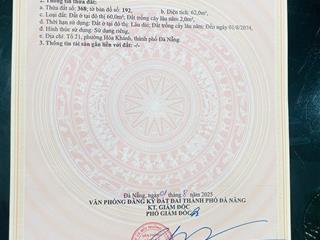 2. Thông tin thửa đất:
a. Thửa đất số: 368; tờ bản đồ số: 192, b. Diện tích: 62,0m²,
c. Loại đất: Đất ở tại đô thị 60,0m²; Đất trồng cây lâu năm 2,0m²,
d. Thời hạn sử dụng: Đất ở tại đô thị: Lâu dài; Đất trồng cây lâu năm: Đến ngày 01/8/2074,
đ. Hình thức sử dụng: Sử dụng riêng,
e. Địa chỉ: Tổ 21, phường Hòa Khánh, thành phố Đà Nẵng.
3. Thông tin tài sản gắn liền với đất: -/-
Đà Nẵng, ngày 01 tháng 8 năm 2025
VĂN PHÒNG ĐĂNG KÝ ĐẤT ĐAI THÀNH PHỐ ĐÀ NẴNG
KT. GIÁM ĐỐC
PHÓ GIÁM ĐỐC